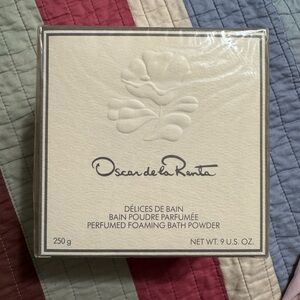 Oscar de la Renta
DÉLICES DE BAIN
BAIN POUDRE PARFUMÉE
PERFUMED FOAMING BATH POWDER
250 g NET WT. 9 U.S. OZ.